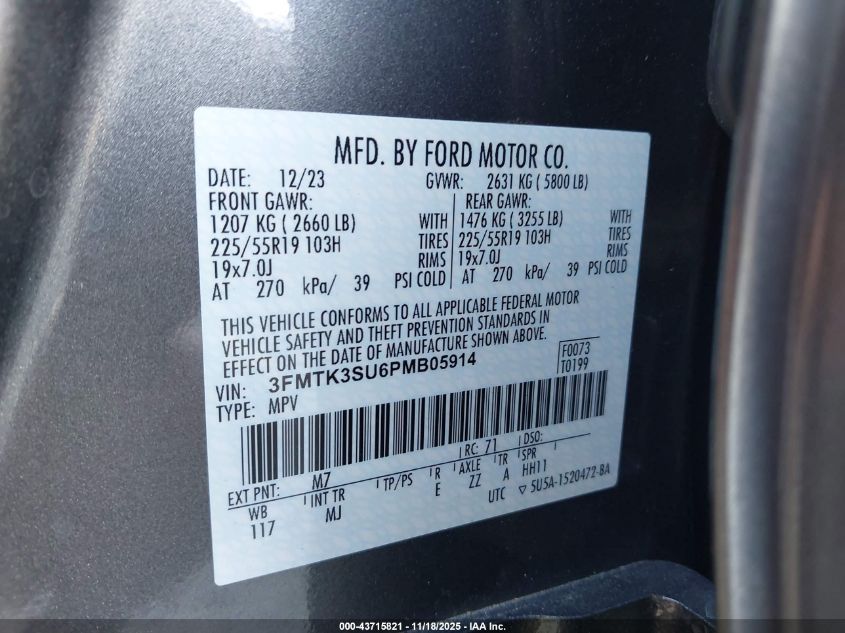 MFD. BY FORD MOTOR CO.
DATE: 12/23 GVWR: 2631 KG ( 5800 LB)
FRONT GAWR: REAR GAWR:
1207 KG ( 2660 LB) WITH 1476 KG ( 3255 LB) WITH
225/55R19 103H TIRES 225/55R19 103H TIRES
19x7.0J RIMS 19x7.0J RIMS
AT 270 kPa/ 39 PSI COLD AT 270 kPa/ 39 PSI COLD
THIS VEHICLE CONFORMS TO ALL APPLICABLE FEDERAL MOTOR
VEHICLE SAFETY AND THEFT PREVENTION STANDARDS IN
EFFECT ON THE DATE OF MANUFACTURE SHOWN ABOVE.
VIN: 3FMTK3SU6PMB05914 F0073
TYPE: MPV T0199
EXT PNT: M7 RC: 71 DSO:
WB INT TR TP/PS R AXLE TR SPR
117 MJ E ZZ A HH11
UTC ▽ 5U5A-1520472-BA
000-43715821 - 11/18/2025 - IAA Inc.